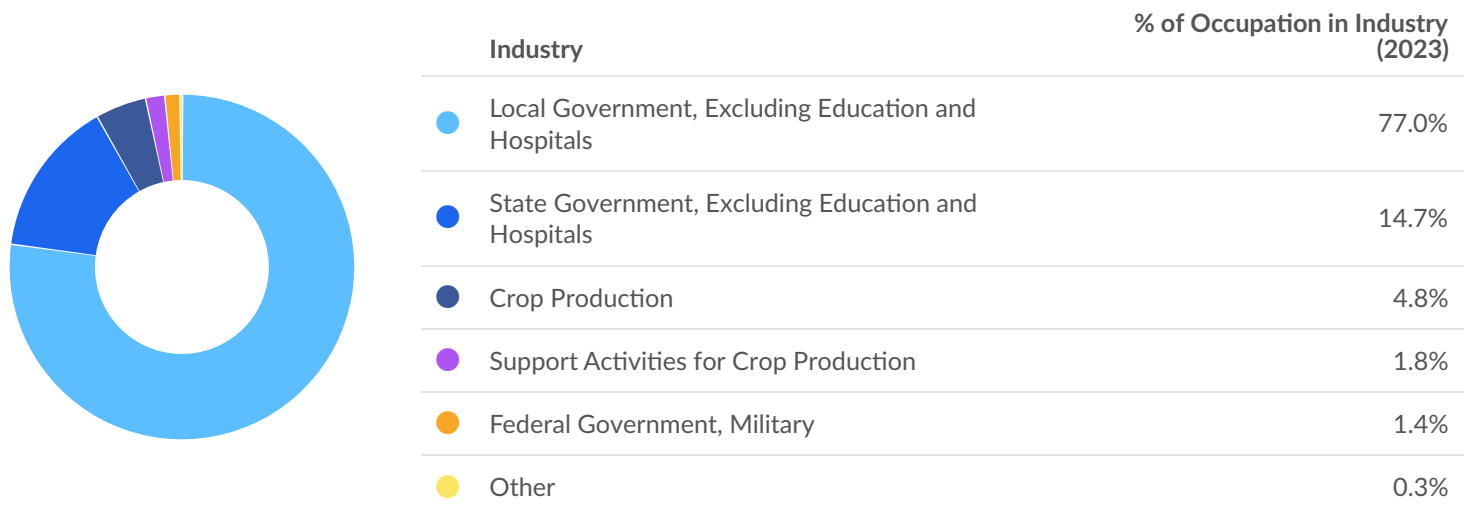 % of Occupation in Industry
Industry (2023)
Local Government, Excluding Education and
Hospitals
77.0%
State Government, Excluding Education and
Hospitals
14.7%
Crop Production 4.8%
Support Activities for Crop Production 1.8%
Federal Government, Military 1.4%
Other 0.3%